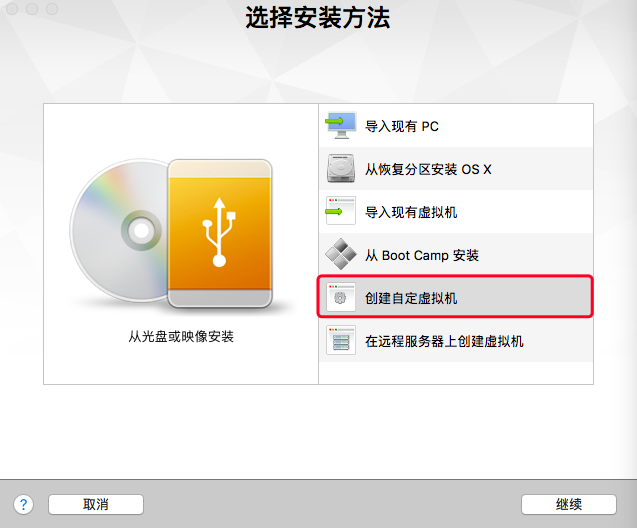 选择安装方法
从光盘或映像安装
导入现有 PC
从恢复分区安装 OS X
导入现有虚拟机
从 Boot Camp 安装
创建自定虚拟机
在远程服务器上创建虚拟机
?
取消
继续